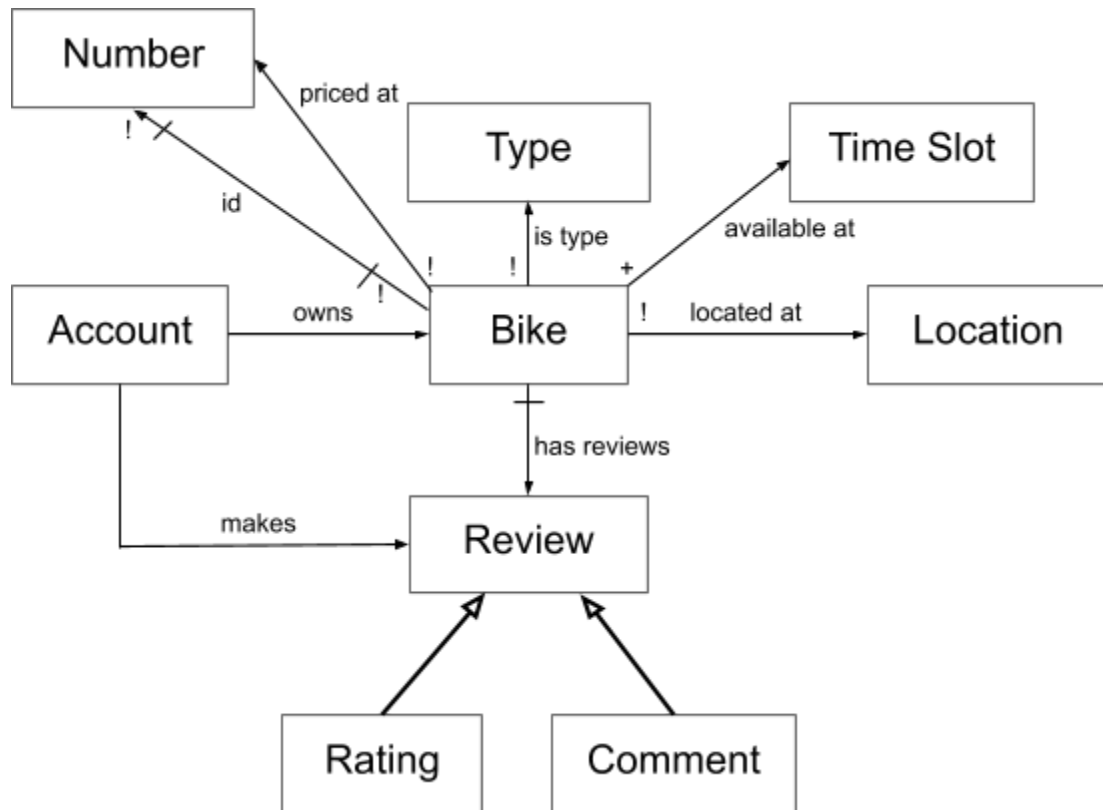 Number
priced at
Type
Time Slot
!
id
is type
available at
!
!
!
+
!
Account
owns
Bike
located at
Location
has reviews
makes
Review
Rating
Comment